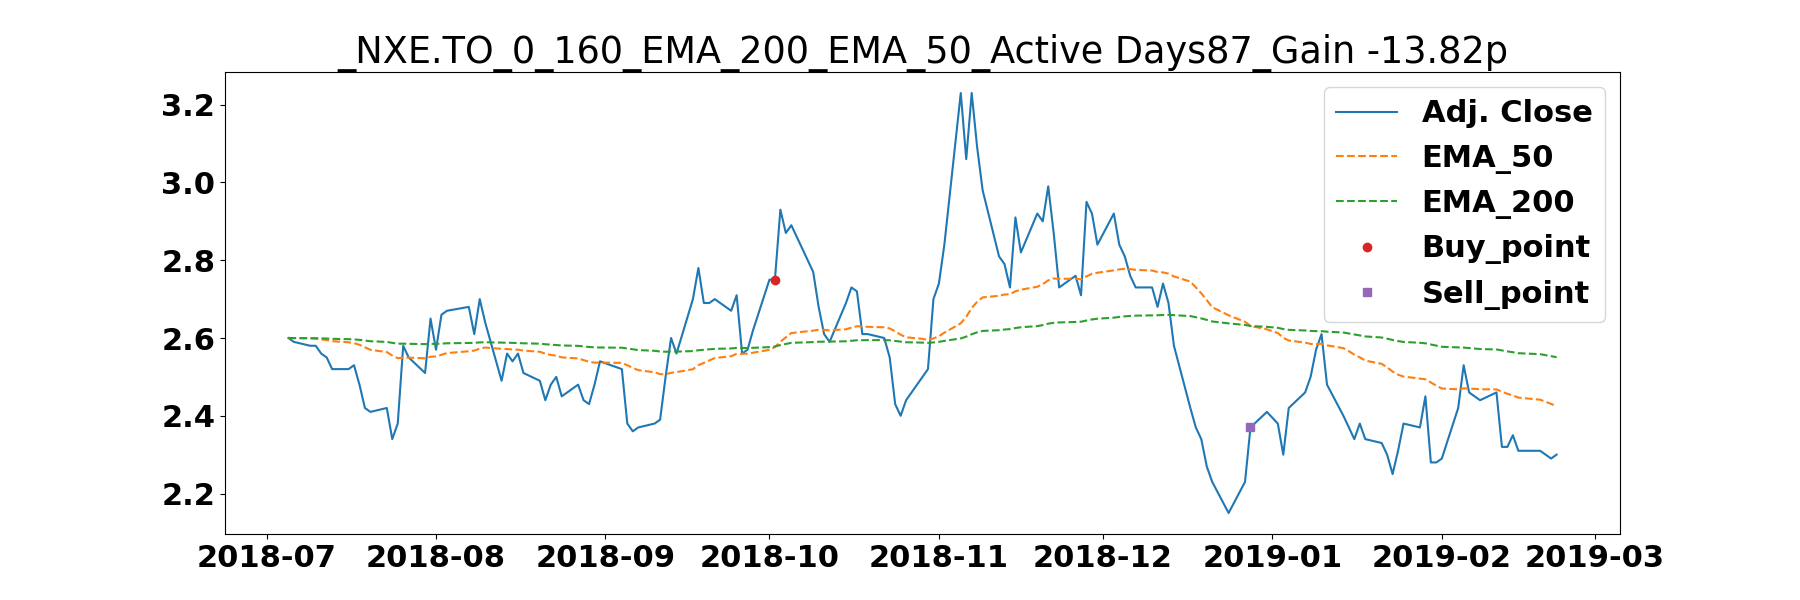 _NXE.TO_0_160_EMA_200_EMA_50_Active Days87_Gain -13.82p
3.2
3.0
2.8
2.6
2.4
2.2
Adj. Close
EMA_50
EMA_200
Buy_point
Sell_point
2018-07 2018-08 2018-09 2018-10 2018-11 2018-12 2019-01 2019-02 2019-03